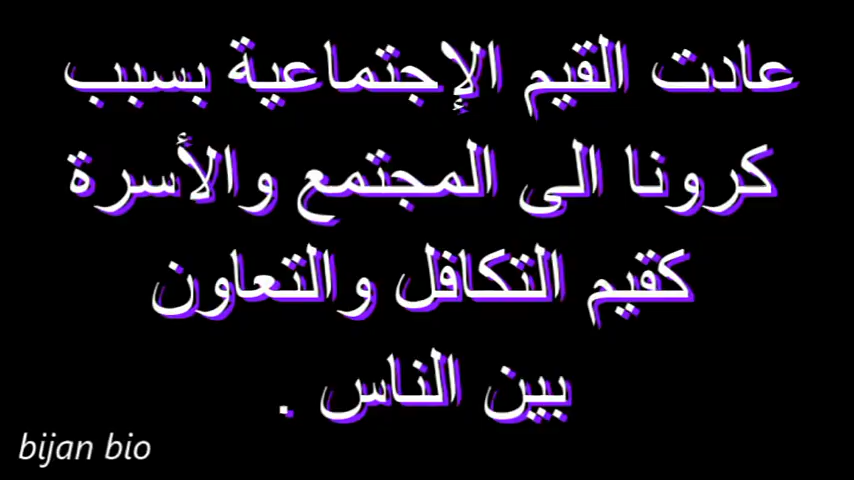 عادت القيم الإجتماعية بسبب
كرونا الى المجتمع والأسرة
كقيم التكافل والتعاون
بين الناس .
bijan bio